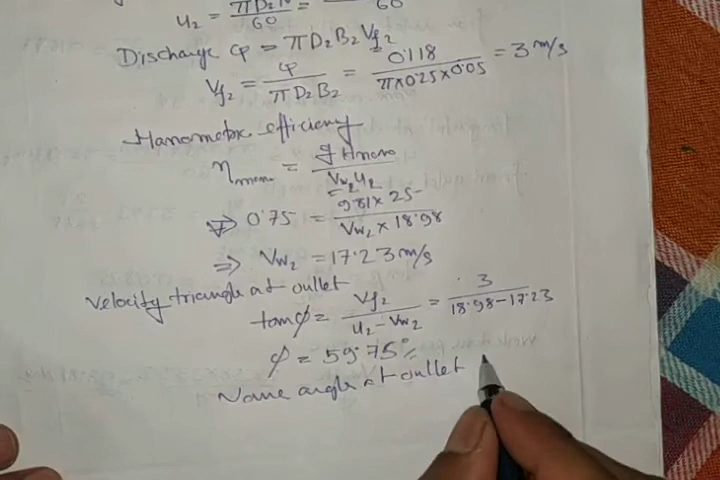 u₂ = πD₂N / 60 = 60
Discharge Q = πD₂B₂Vf₂
Vf₂ = Q / πD₂B₂ = 0.118 / π×0.25×0.05 = 3 m/s
Manometric efficiency
η mano = gHmano / Vw₂u₂
⇒ 0.75 = 9.81×25 / Vw₂ × 18.98
⇒ Vw₂ = 17.23 m/s
Velocity triangle at outlet
tanφ = Vf₂ / u₂ - Vw₂ = 3 / 18.98 - 17.23
φ = 59.75°
Vane angle at outlet